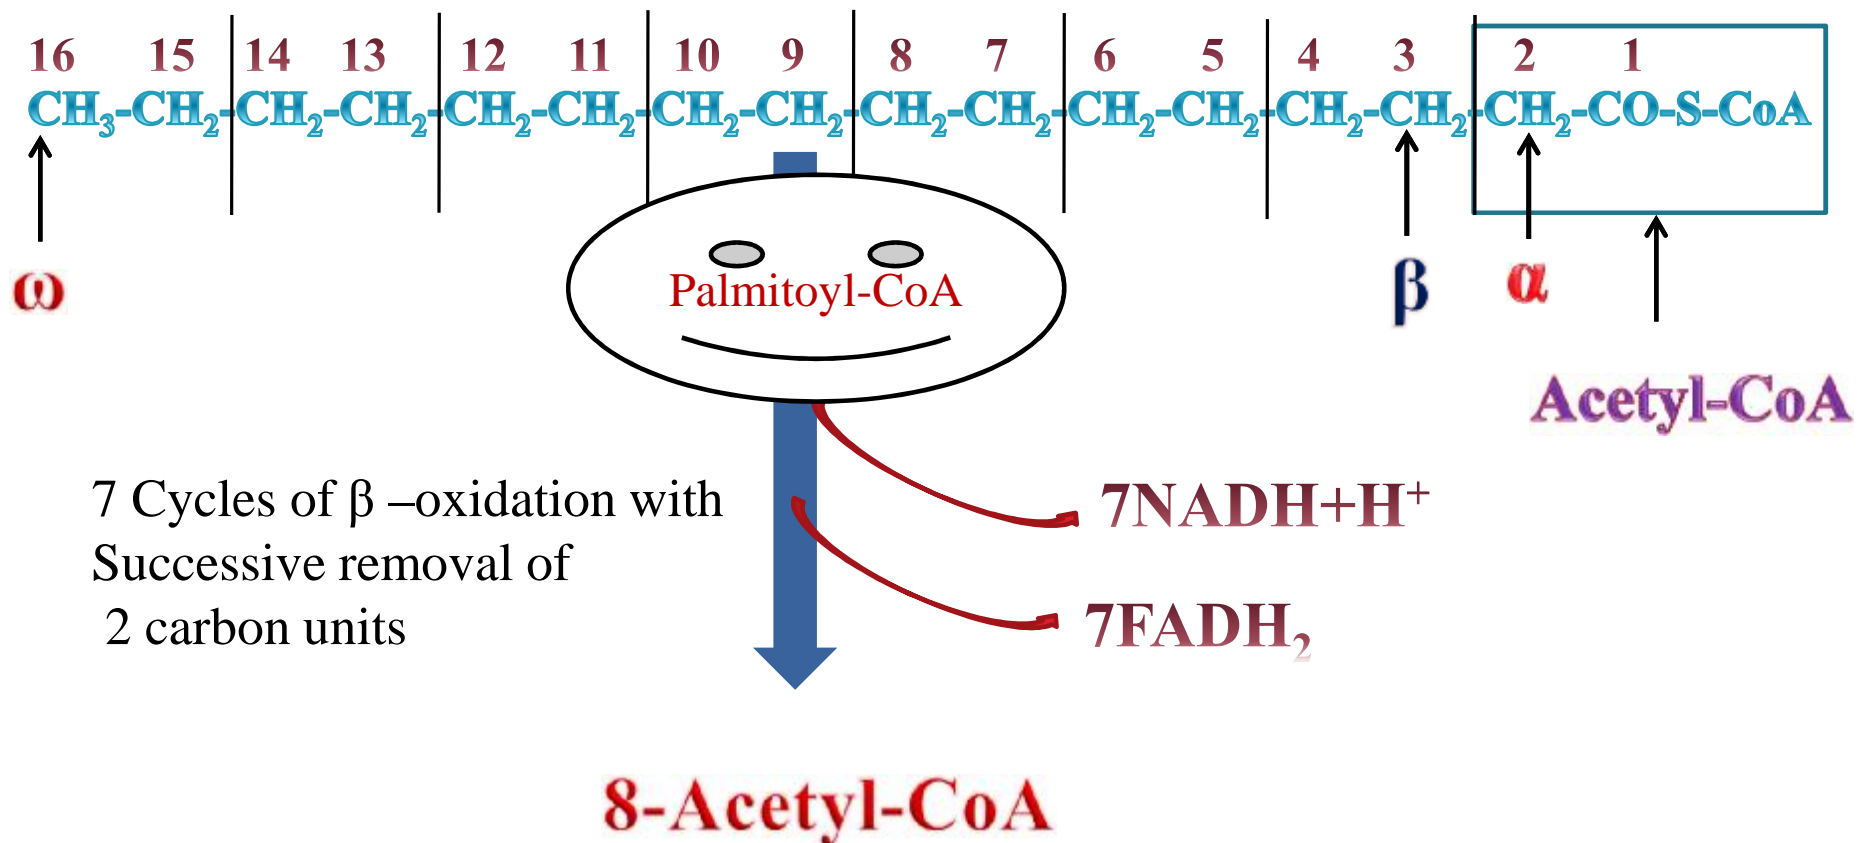 16 15 14 13 12 11 10 9 8 7 6 5 4 3 2 1
CH₃-CH₂-CH₂-CH₂-CH₂-CH₂-CH₂-CH₂-CH₂-CH₂-CH₂-CH₂-CH₂-CH₂-CH₂-CO-S-CoA
ω
β
α
Palmitoyl-CoA
Acetyl-CoA
7 Cycles of β –oxidation with
Successive removal of
2 carbon units
7NADH+H⁺
7FADH₂
8-Acetyl-CoA